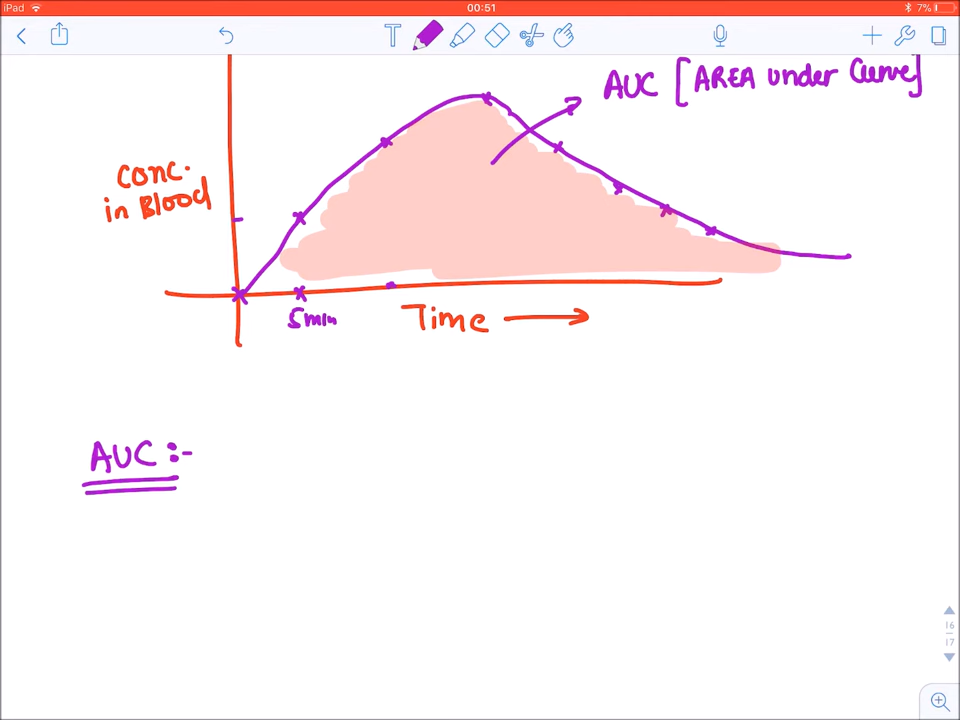 iPad 00:51 7%
T
AUC [AREA under Curve]
Conc.
in Blood
5min
Time
AUC :-
16
17